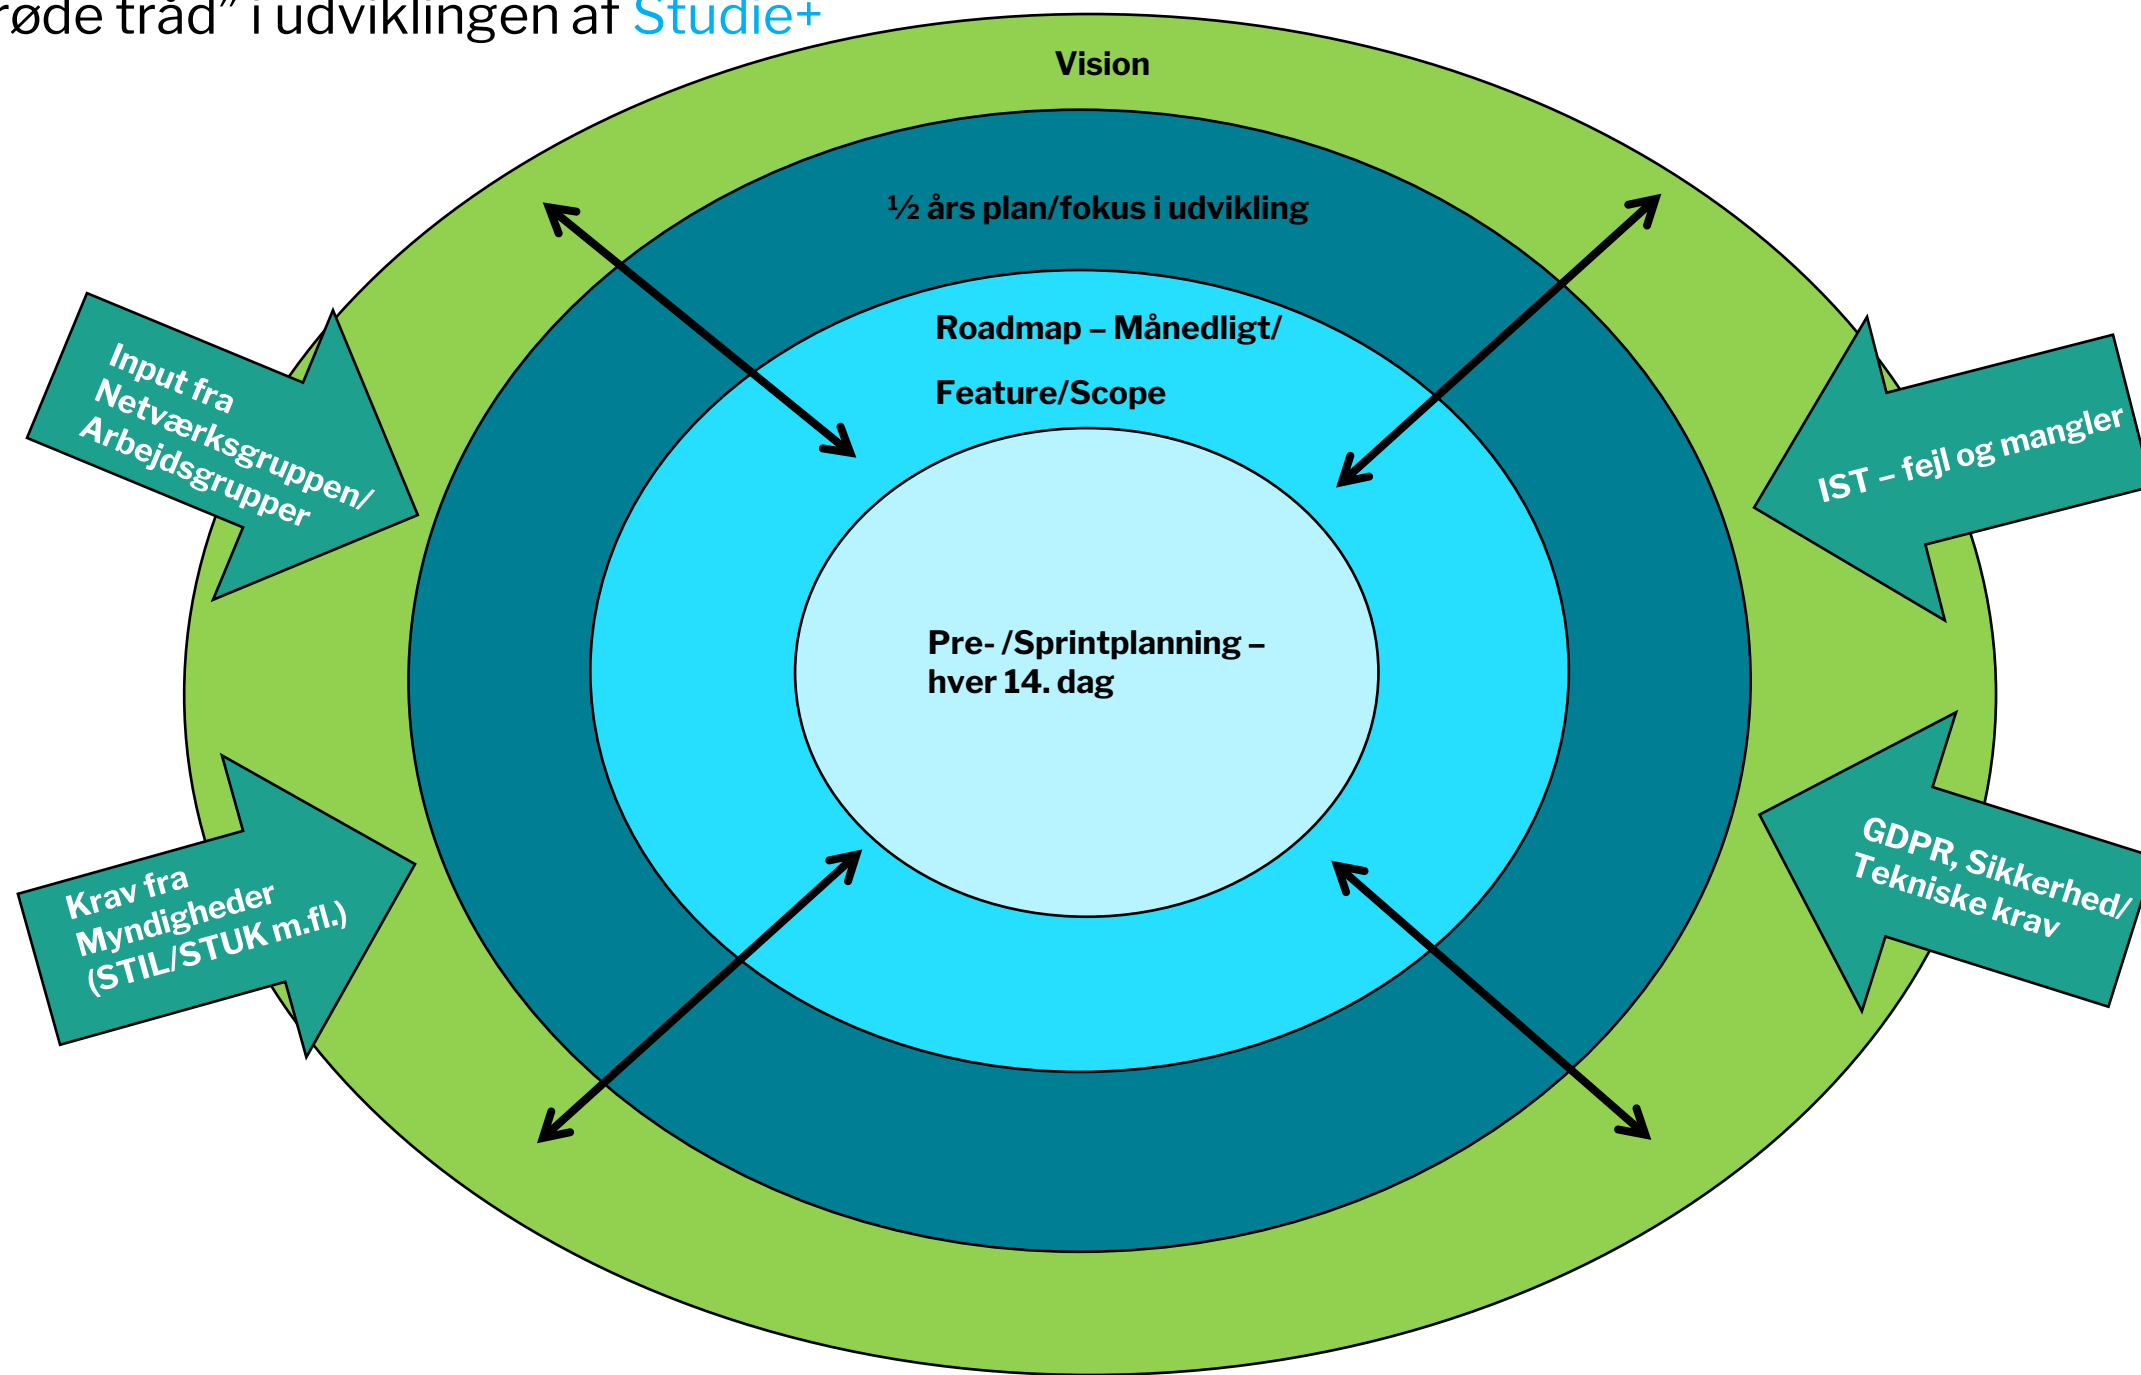 røde tråd” i udviklingen af Studie+
Vision
½ års plan/fokus i udvikling
Roadmap – Månedligt/
Feature/Scope
Input fra
Netværksgruppen/
Arbejdsgrupper
IST – fejl og mangler
Pre- /Sprintplanning –
hver 14. dag
Krav fra
Myndigheder
(STIL/STUK m.fl.)
GDPR, Sikkerhed/
Tekniske krav